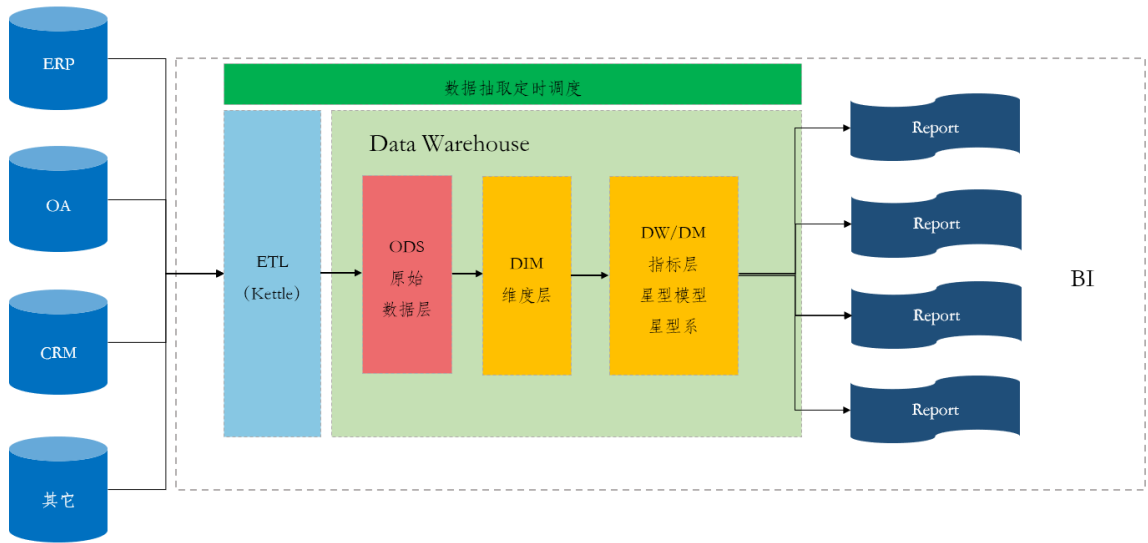 ERP
OA
CRM
其它
数据抽取定时调度
ETL
（Kettle）
Data Warehouse
ODS
原始
数据层
DIM
维度层
DW/DM
指标层
星型模型
星型系
Report
Report
Report
Report
BI